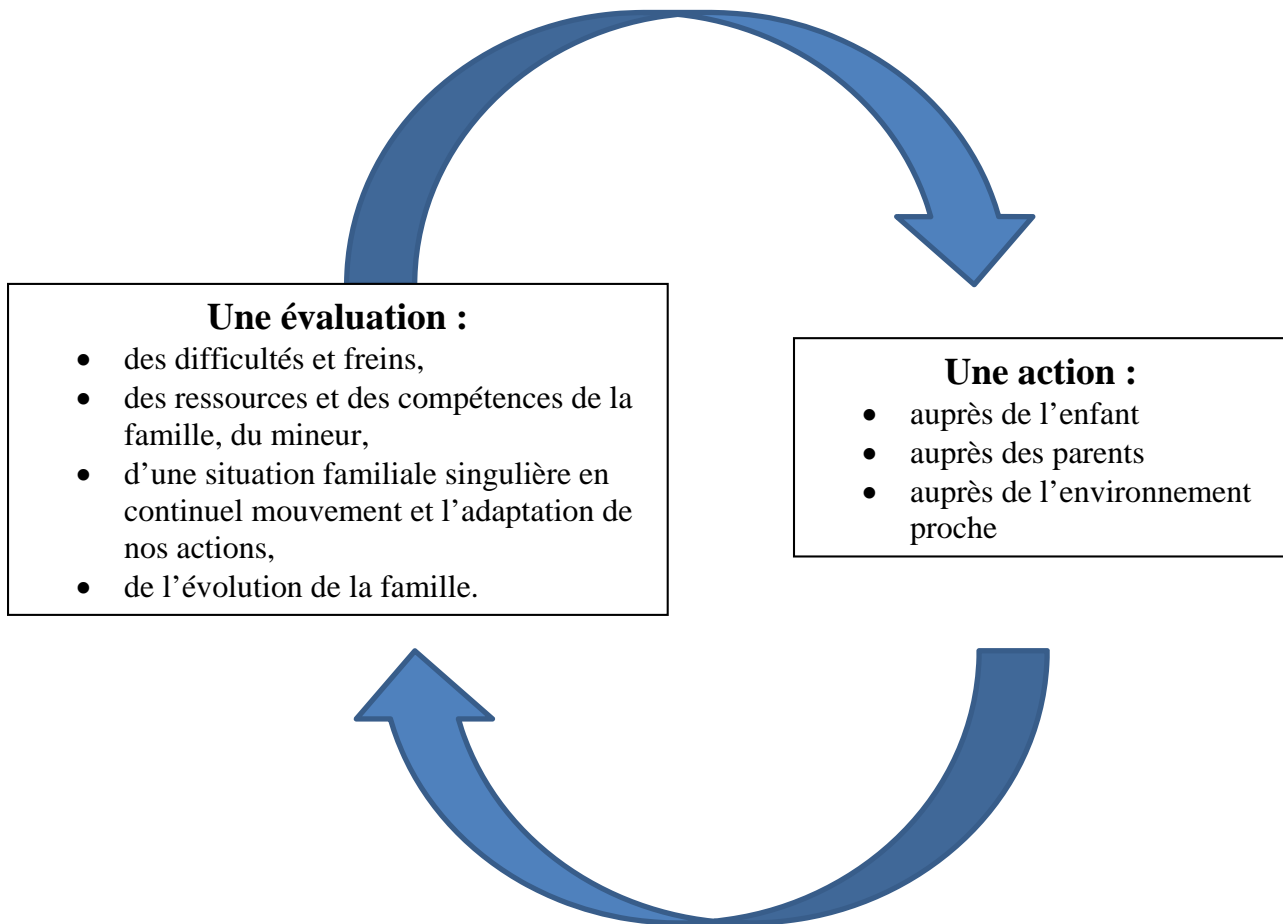 Une évaluation :
• des difficultés et freins,
• des ressources et des compétences de la
famille, du mineur,
• d’une situation familiale singulière en
continuel mouvement et l’adaptation de
nos actions,
• de l’évolution de la famille.
Une action :
• auprès de l’enfant
• auprès des parents
• auprès de l’environnement
proche